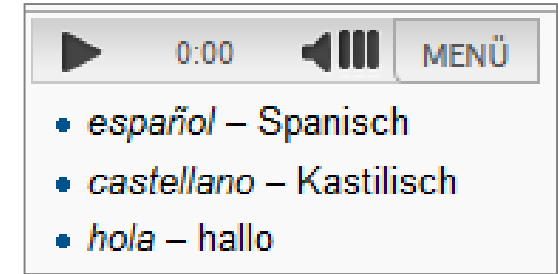 0:00 MENÜ
español – Spanisch
castellano – Kastilisch
hola – hallo